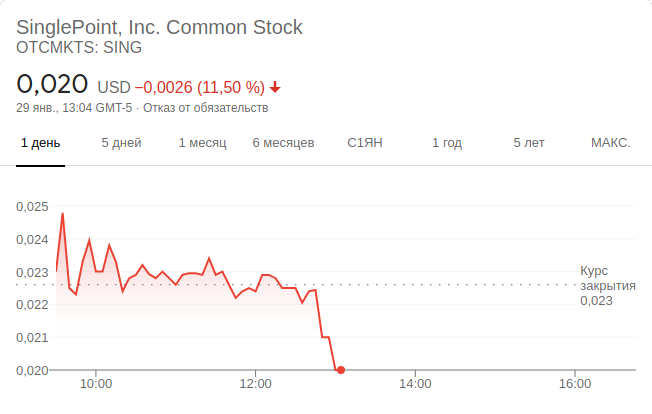 SinglePoint, Inc. Common Stock
OTCMKTS: SING
0,020 USD −0,0026 (11,50 %)
29 янв., 13:04 GMT-5 · Отказ от обязательств
1 день 5 дней 1 месяц 6 месяцев С1ЯН 1 год 5 лет МАКС.
0,025
0,024
0,023
0,022
0,021
0,020
Курс
закрытия
0,023
10:00 12:00 14:00 16:00